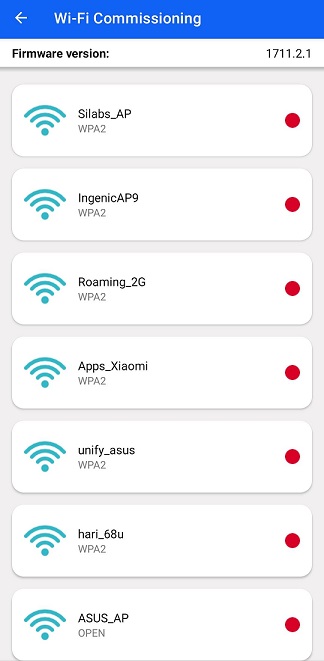 Wi-Fi Commissioning
Firmware version: 1711.2.1
Silabs_AP
WPA2
IngenicAP9
WPA2
Roaming_2G
WPA2
Apps_Xiaomi
WPA2
unify_asus
WPA2
hari_68u
WPA2
ASUS_AP
OPEN